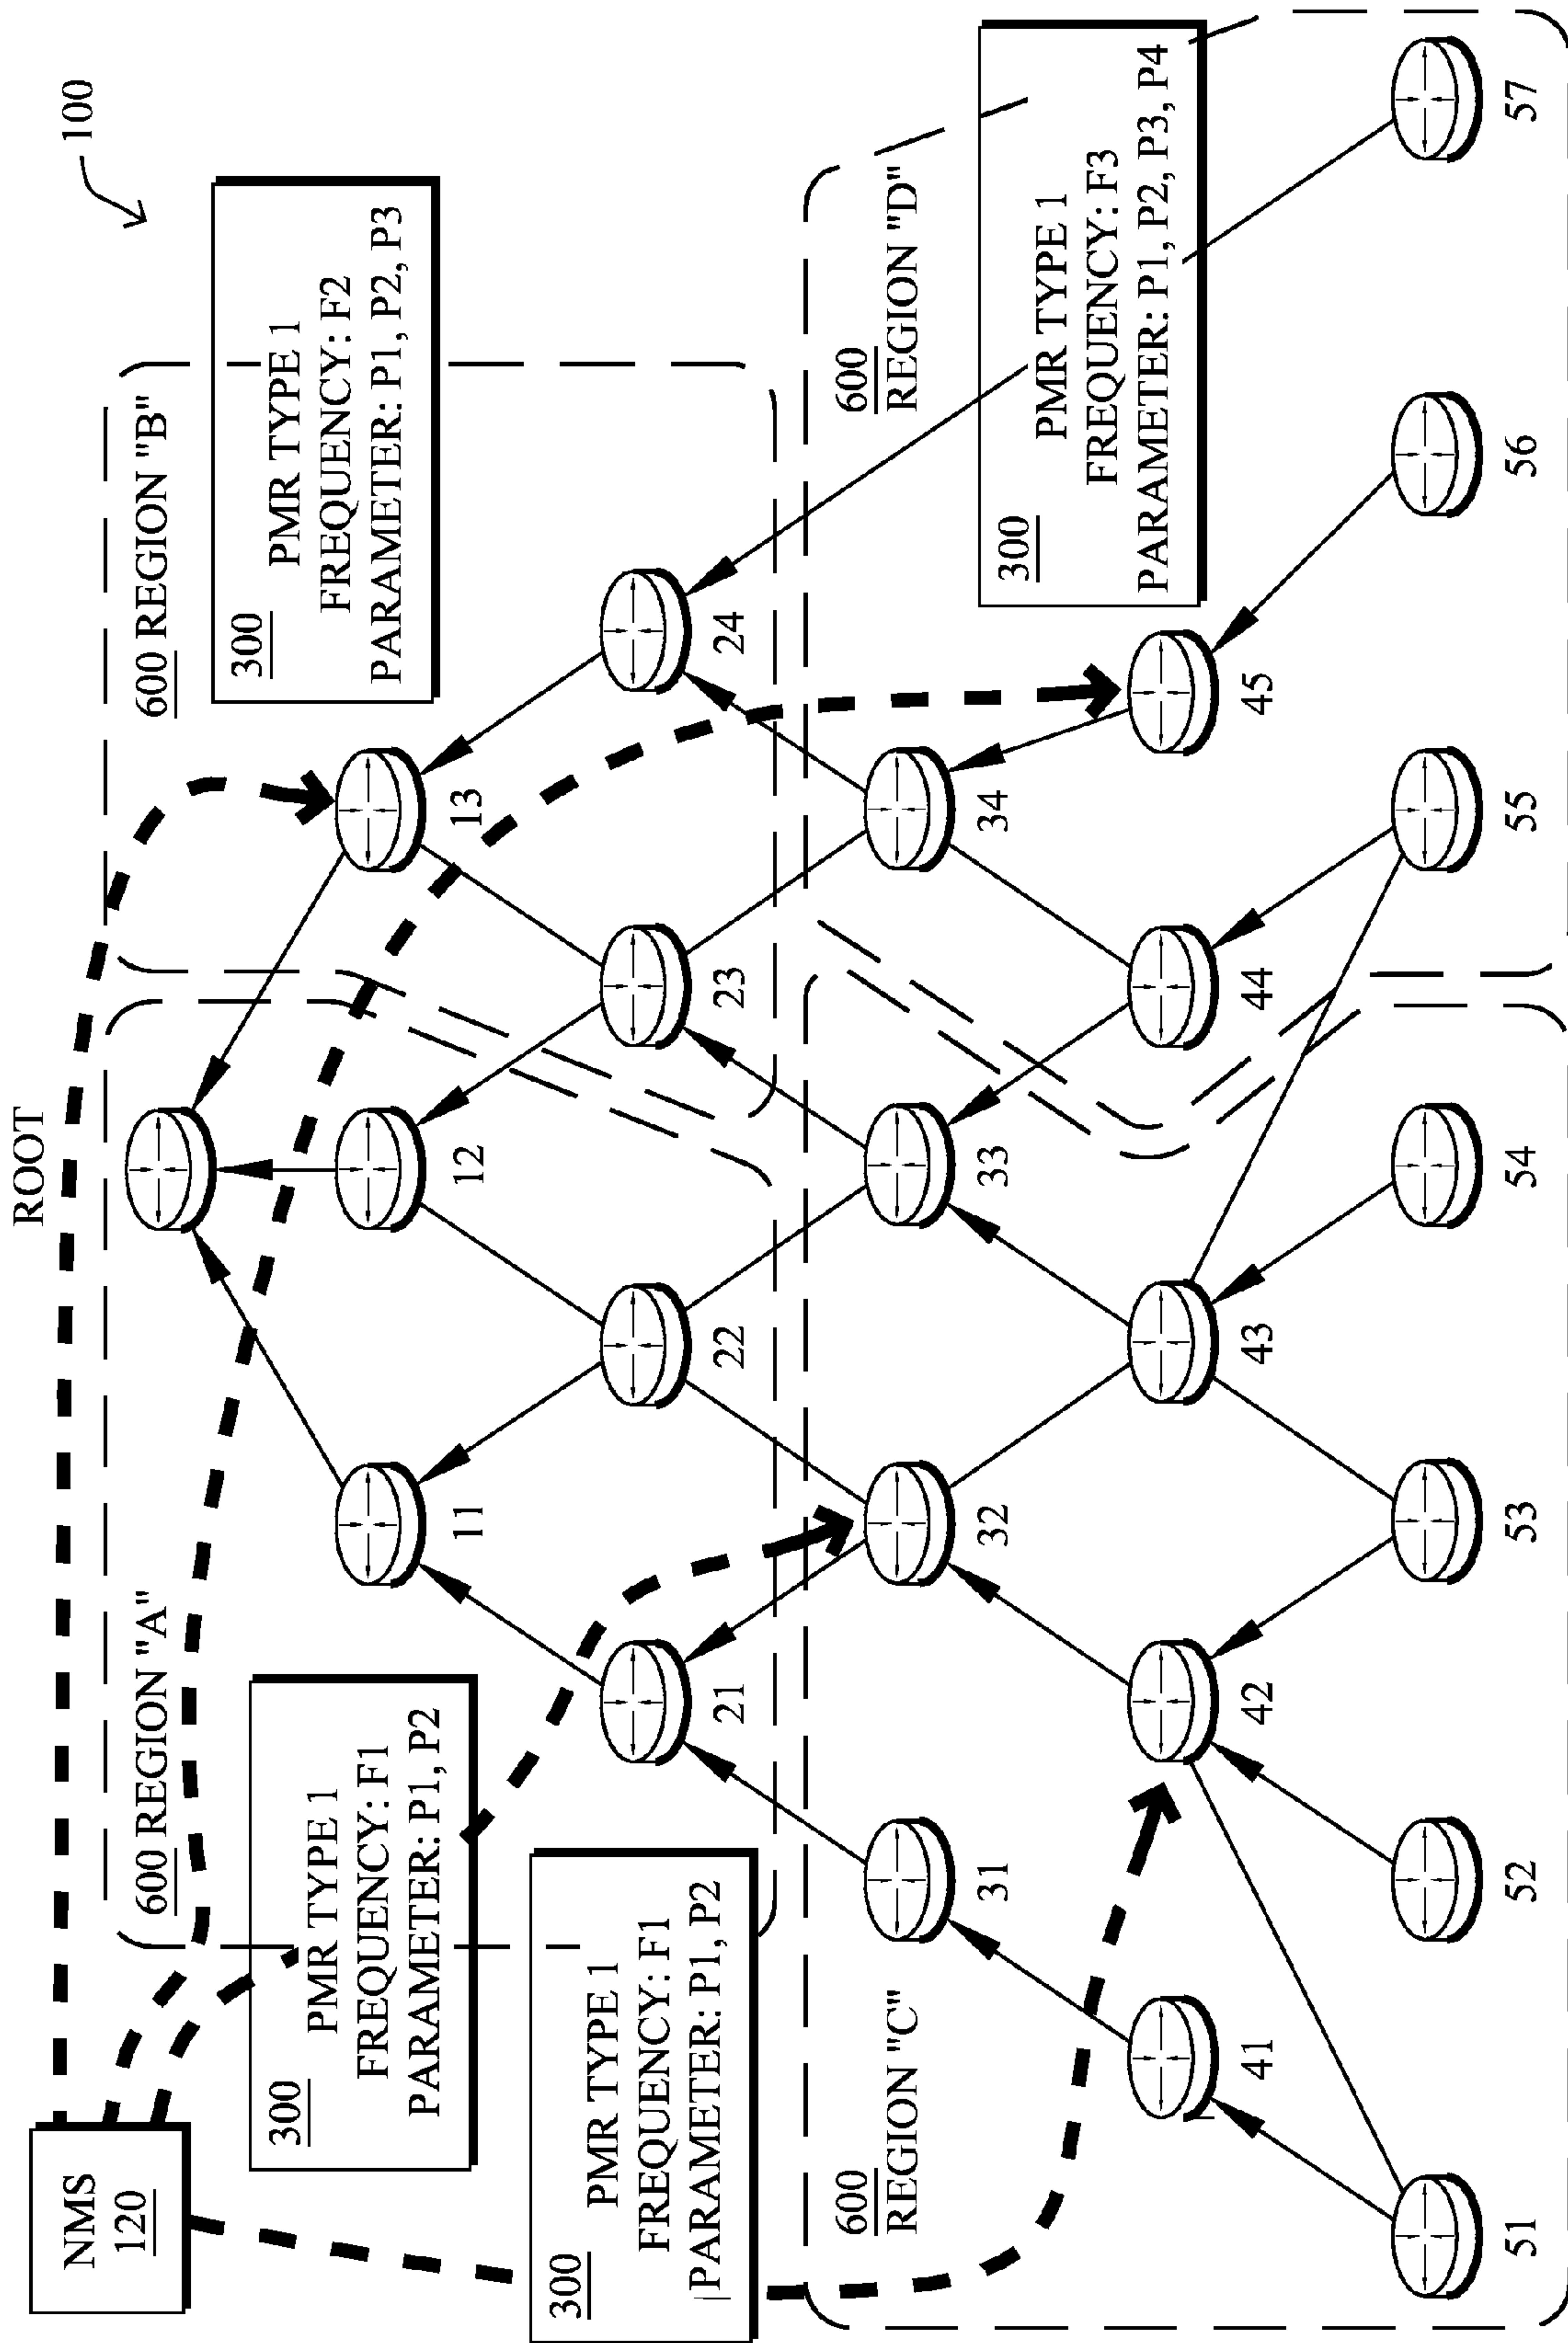 100
ROOT
NMS
120
600 REGION "A"
600 REGION "B"
300
PMR TYPE 1
FREQUENCY: F2
PARAMETER: P1, P2, P3
300
PMR TYPE 1
FREQUENCY: F1
PARAMETER: P1, P2
300
PMR TYPE 1
FREQUENCY: F1
PARAMETER: P1, P2
11
12
13
21
22
23
24
600
REGION "C"
600
REGION "D"
300
PMR TYPE 1
FREQUENCY: F3
PARAMETER: P1, P2, P3, P4
31
32
33
34
41
42
43
44
45
51
52
53
54
55
56
57